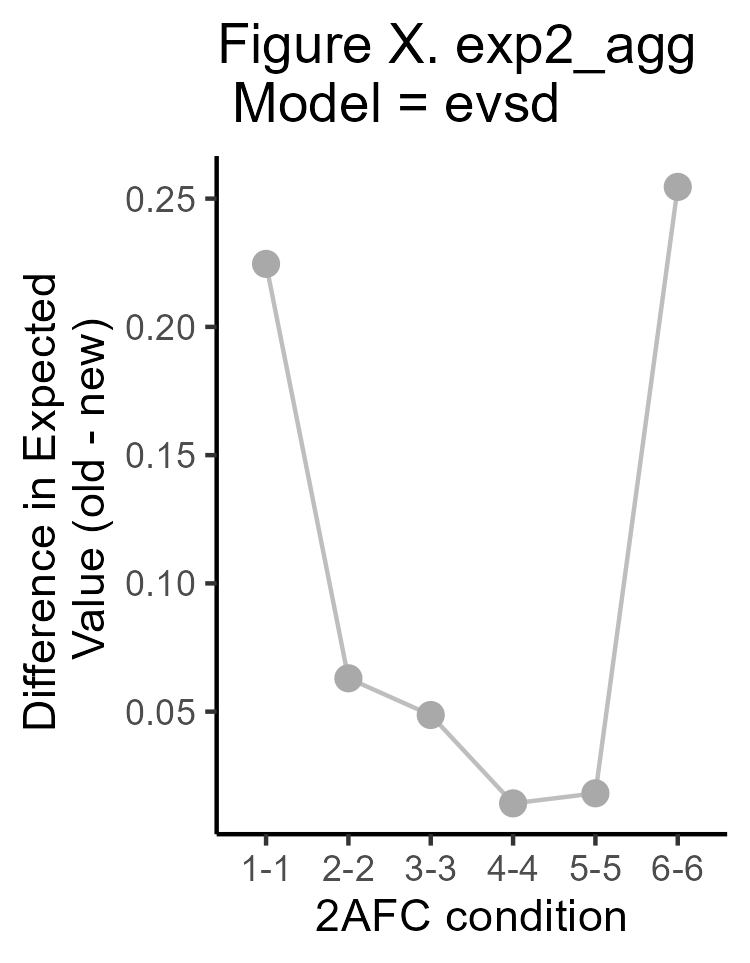 Figure X. exp2_agg
Model = evsd
Difference in Expected
Value (old - new)
0.25
0.20
0.15
0.10
0.05
1-1 2-2 3-3 4-4 5-5 6-6
2AFC condition